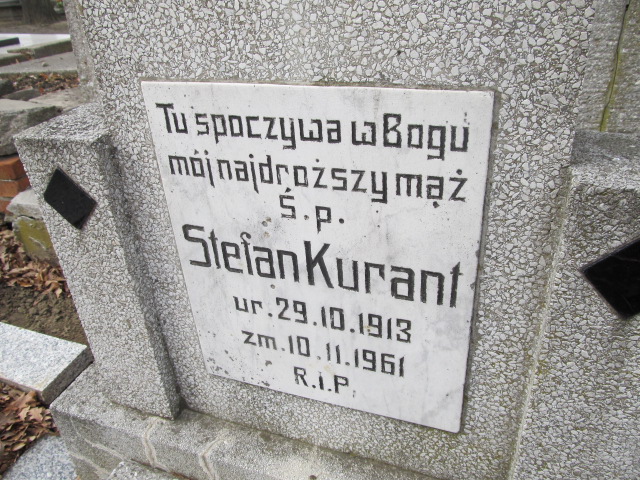 Tu spoczywa w Bogu
mój najdroższy mąż
Ś.p.
Stefan Kurant
ur. 29.10.1913
zm. 10.11.1961
R.I.P.